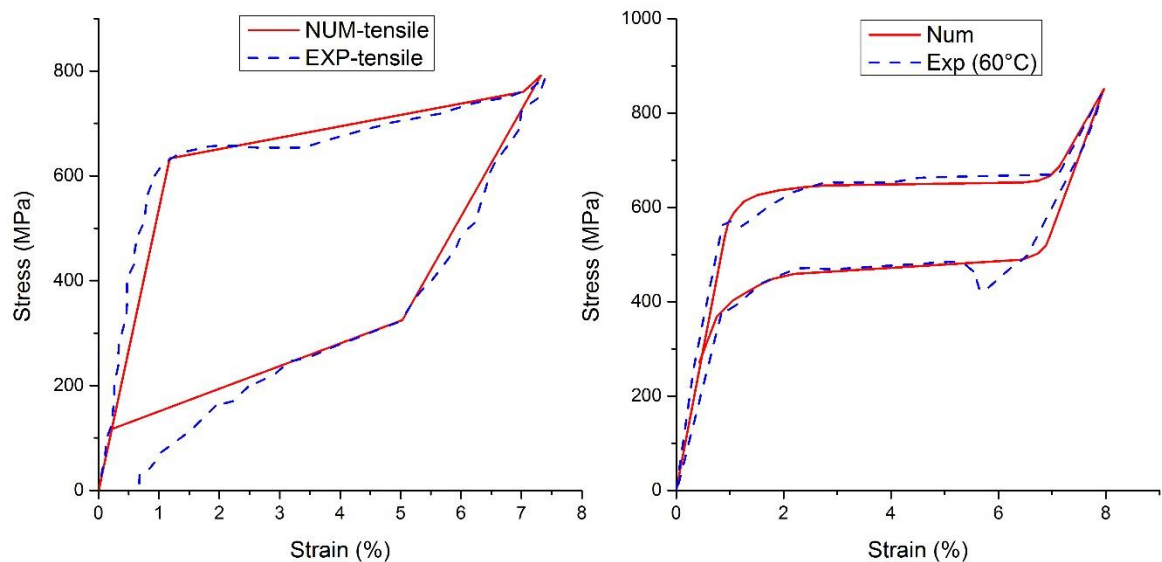 NUM-tensile
EXP-tensile
800
600
400
200
0
0 1 2 3 4 5 6 7 8
Stress (MPa)
Strain (%)
Num
Exp (60°C)
1000
800
600
400
200
0
0 2 4 6 8
Stress (MPa)
Strain (%)